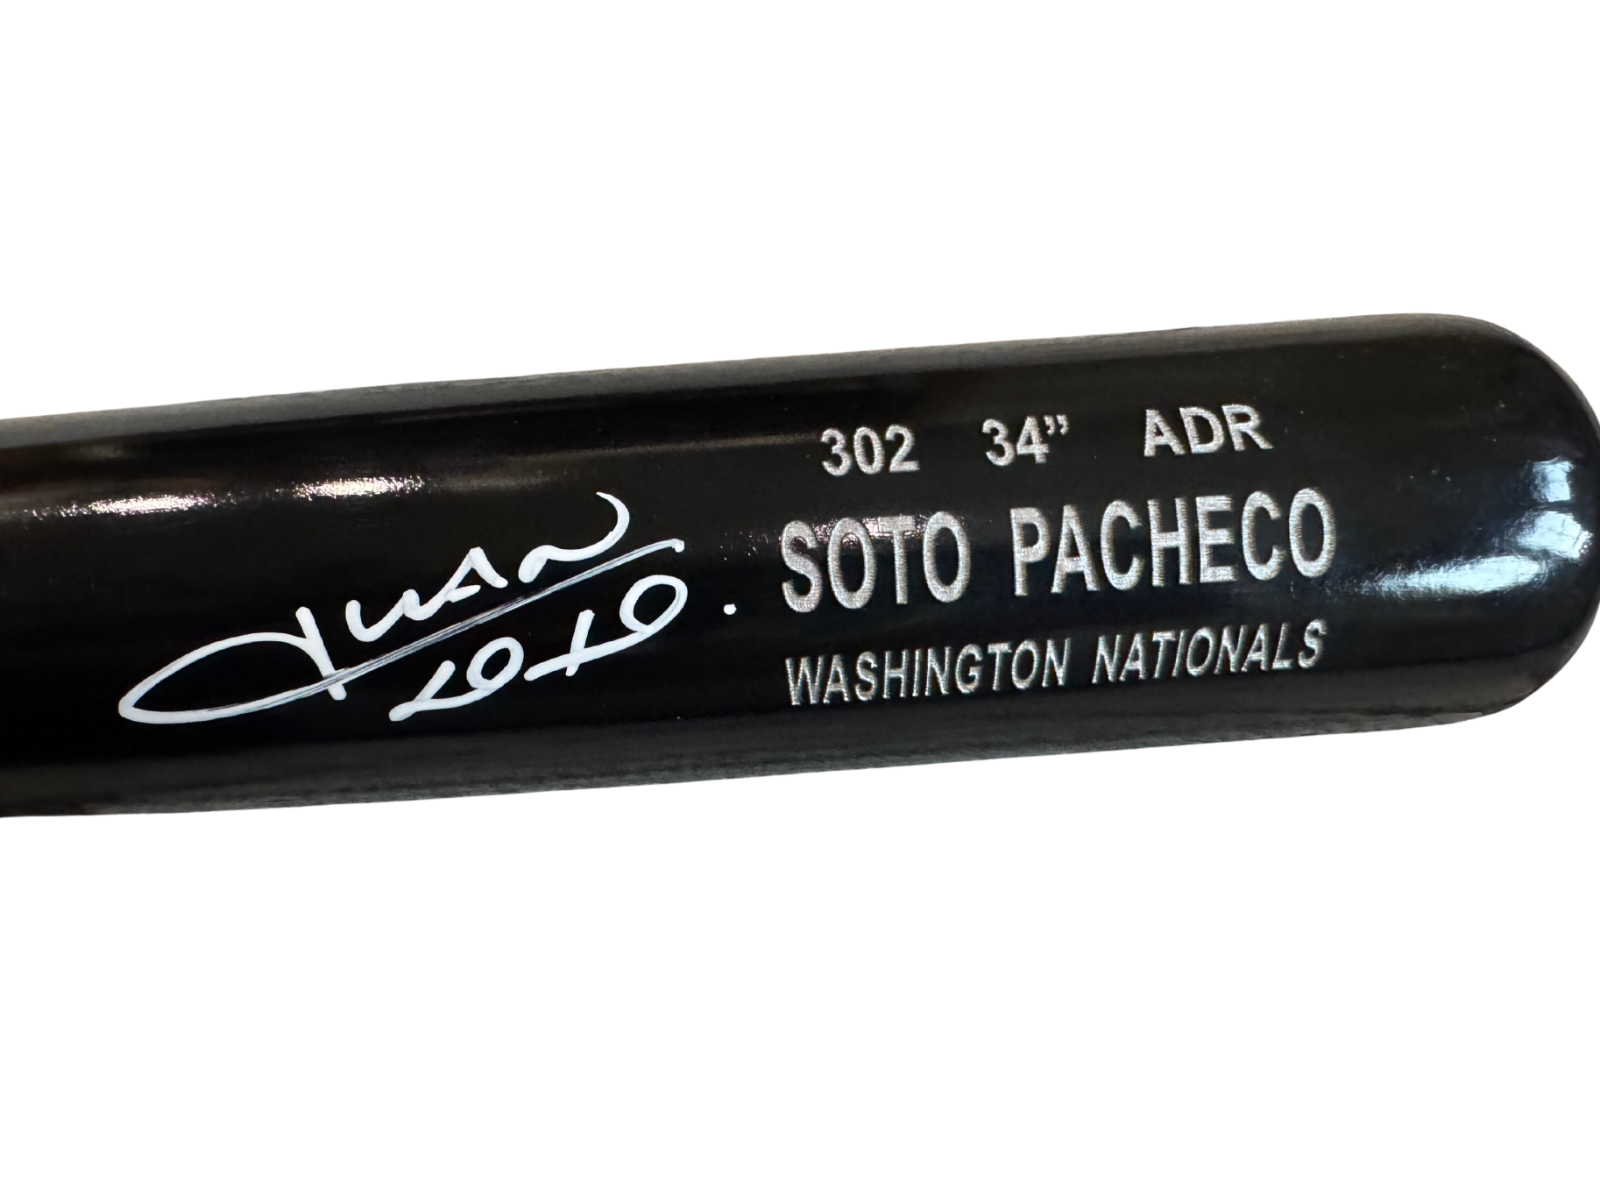 Juan
Soto.
302 34” ADR
SOTO PACHECO
WASHINGTON NATIONALS